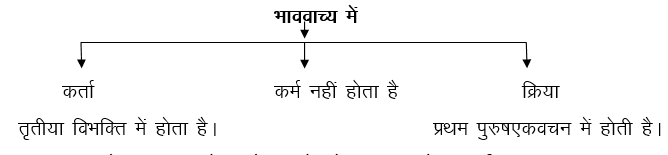 भाववाच्य में
कर्ता कर्म नहीं होता है क्रिया
तृतीया विभक्ति में होता है। प्रथम पुरुषएकवचन में होती है।